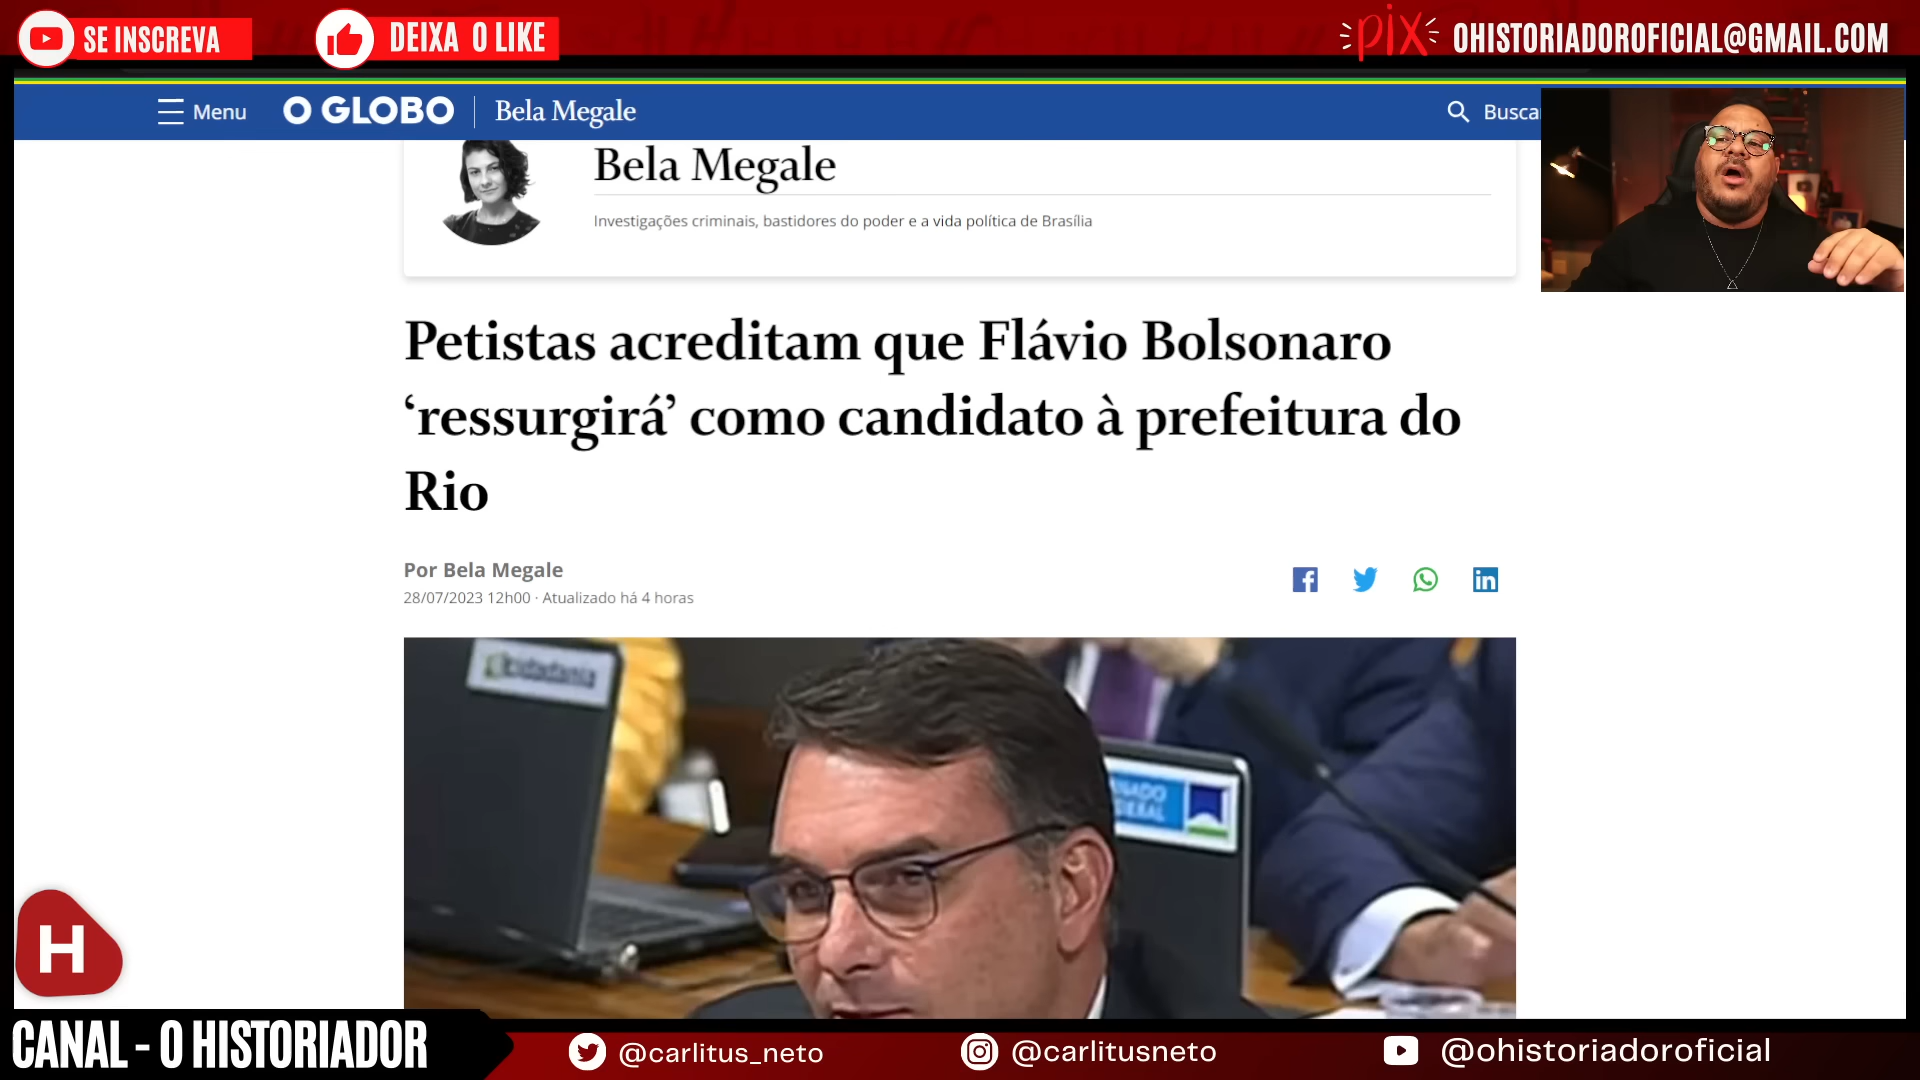 SE INSCREVA
DEIXA O LIKE
PIX OHISTORIADOROFICIAL@GMAIL.COM
Menu
O GLOBO
Bela Megale
Busca
Bela Megale
Investigações criminais, bastidores do poder e a vida política de Brasília
Petistas acreditam que Flávio Bolsonaro
‘ressurgirá’ como candidato à prefeitura do
Rio
Por Bela Megale
28/07/2023 12h00 · Atualizado há 4 horas
cidadania
H
CANAL - O HISTORIADOR
@carlitus_neto
@carlitusneto
@ohistoriadoroficial